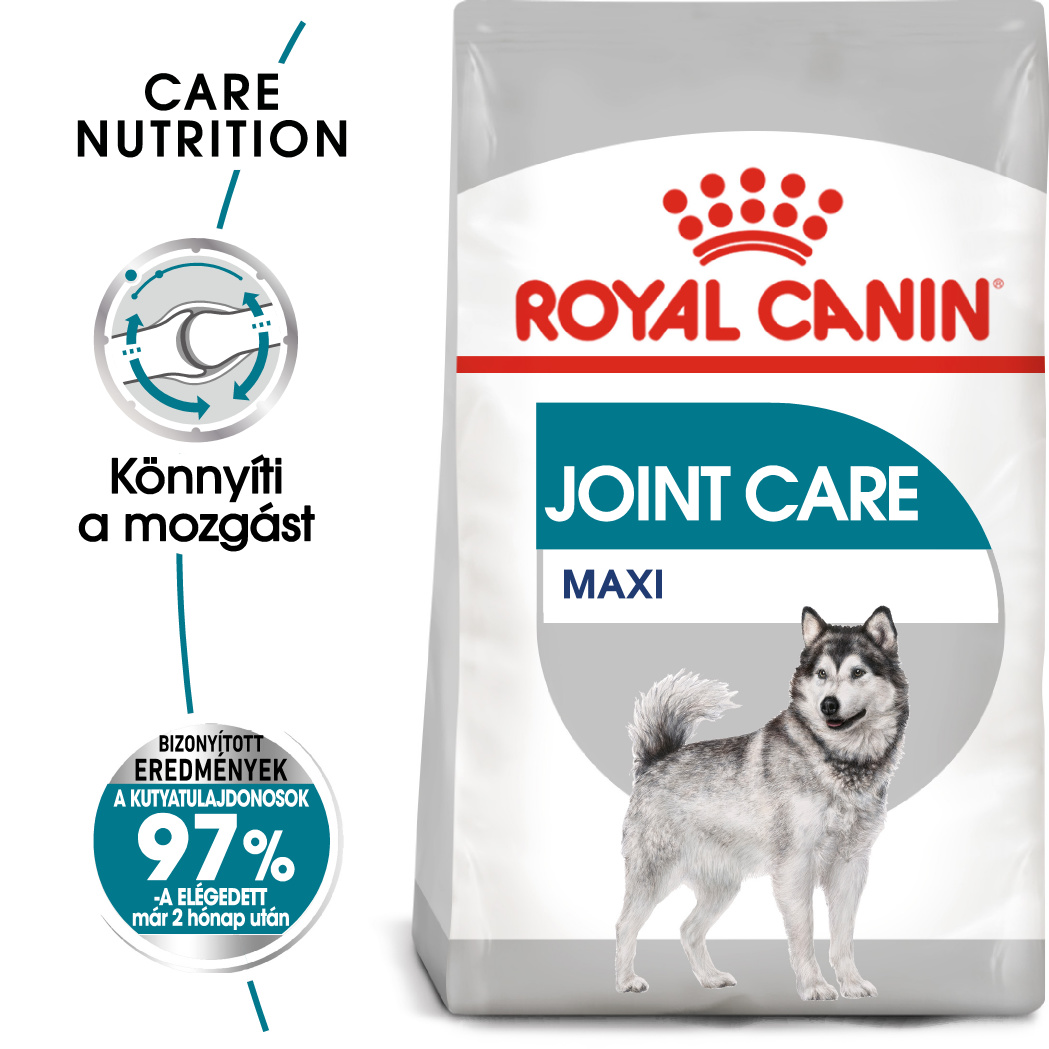 CARE
NUTRITION
Könnyíti
a mozgást
BIZONYÍTOTT
EREDMÉNYEK
A KUTYATULAJDONOSOK
97%
-A ELÉGEDETT
már 2 hónap után
ROYAL CANIN®
JOINT CARE
MAXI